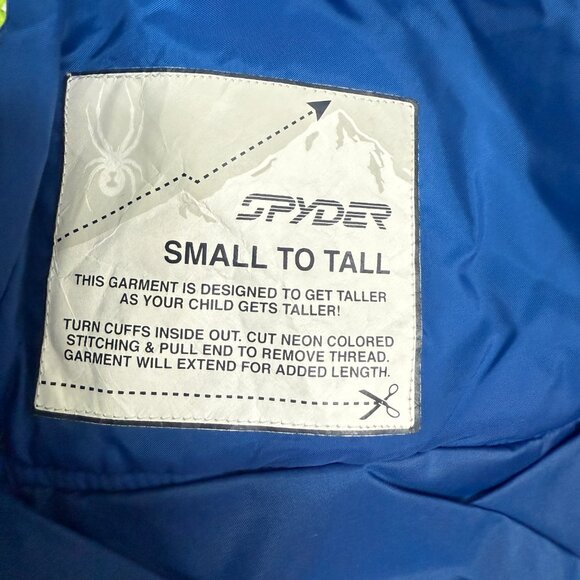 SPYDER
SMALL TO TALL
THIS GARMENT IS DESIGNED TO GET TALLER
AS YOUR CHILD GETS TALLER!
TURN CUFFS INSIDE OUT. CUT NEON COLORED
STITCHING & PULL END TO REMOVE THREAD.
GARMENT WILL EXTEND FOR ADDED LENGTH.